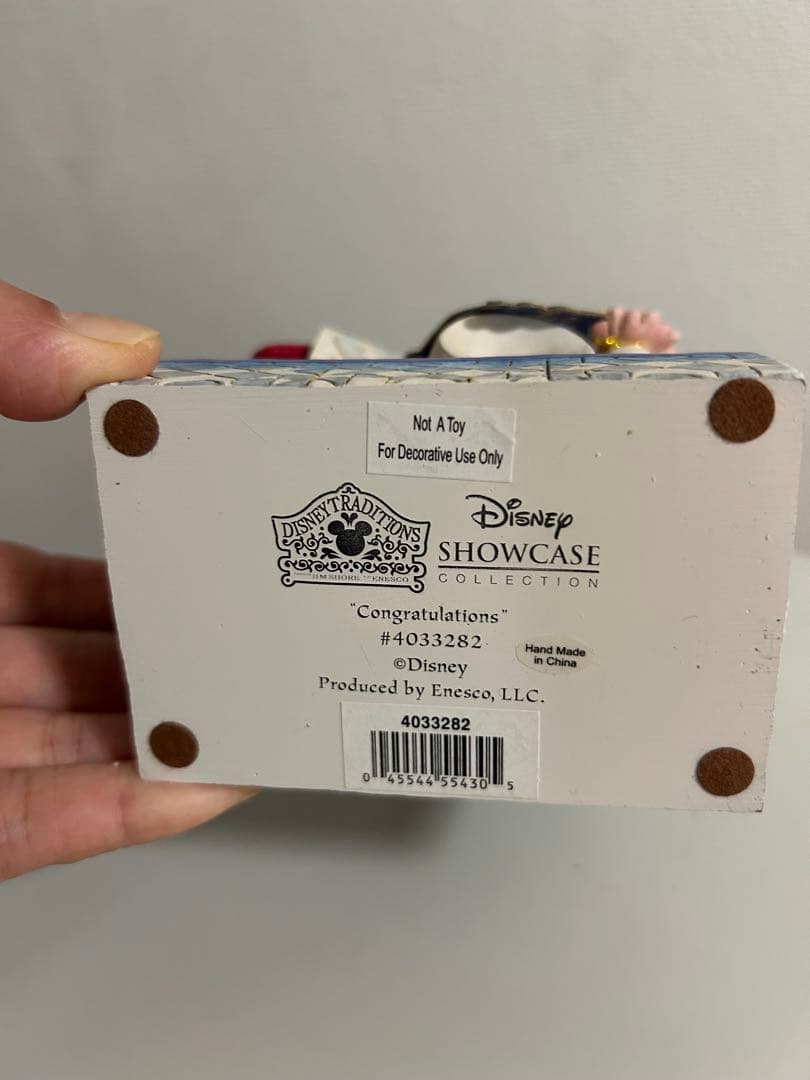 Not A Toy
For Decorative Use Only
DISNEY TRADITIONS
JIM SHORE ENESCO
Disney
SHOWCASE
COLLECTION
"Congratulations"
#4033282
Hand Made
in China
©Disney
Produced by Enesco, LLC.
4033282
0 45544 55430 5